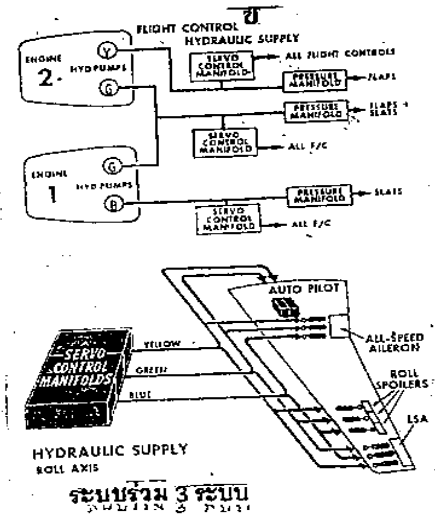 ข
FLIGHT CONTROL
HYDRAULIC SUPPLY
ENGINE
2
HYD PUMPS
Y
G
SERVO
CONTROL
MANIFOLD
ALL FLIGHT CONTROLS
PRESSURE
MANIFOLD
FLAPS
PRESSURE
MANIFOLD
FLAPS +
SLATS
SERVO
CONTROL
MANIFOLD
ALL F/C
ENGINE
1
HYD PUMPS
G
B
PRESSURE
MANIFOLD
SLATS
SERVO
CONTROL
MANIFOLD
ALL F/C
AUTO PILOT
ALL-SPEED
AILERON
ROLL
SPOILERS
LSA
SERVO
CONTROL
MANIFOLDS
YELLOW
GREEN
BLUE
HYDRAULIC SUPPLY
ROLL AXIS
ระบบร่วม 3 ระบบ